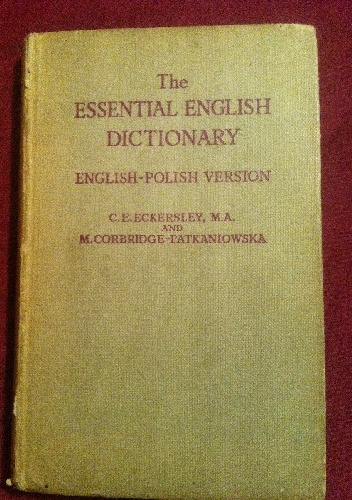 The
ESSENTIAL ENGLISH
DICTIONARY
ENGLISH-POLISH VERSION
C. E. ECKERSLEY, M.A.
AND
M. CORBRIDGE-PATKANIOWSKA